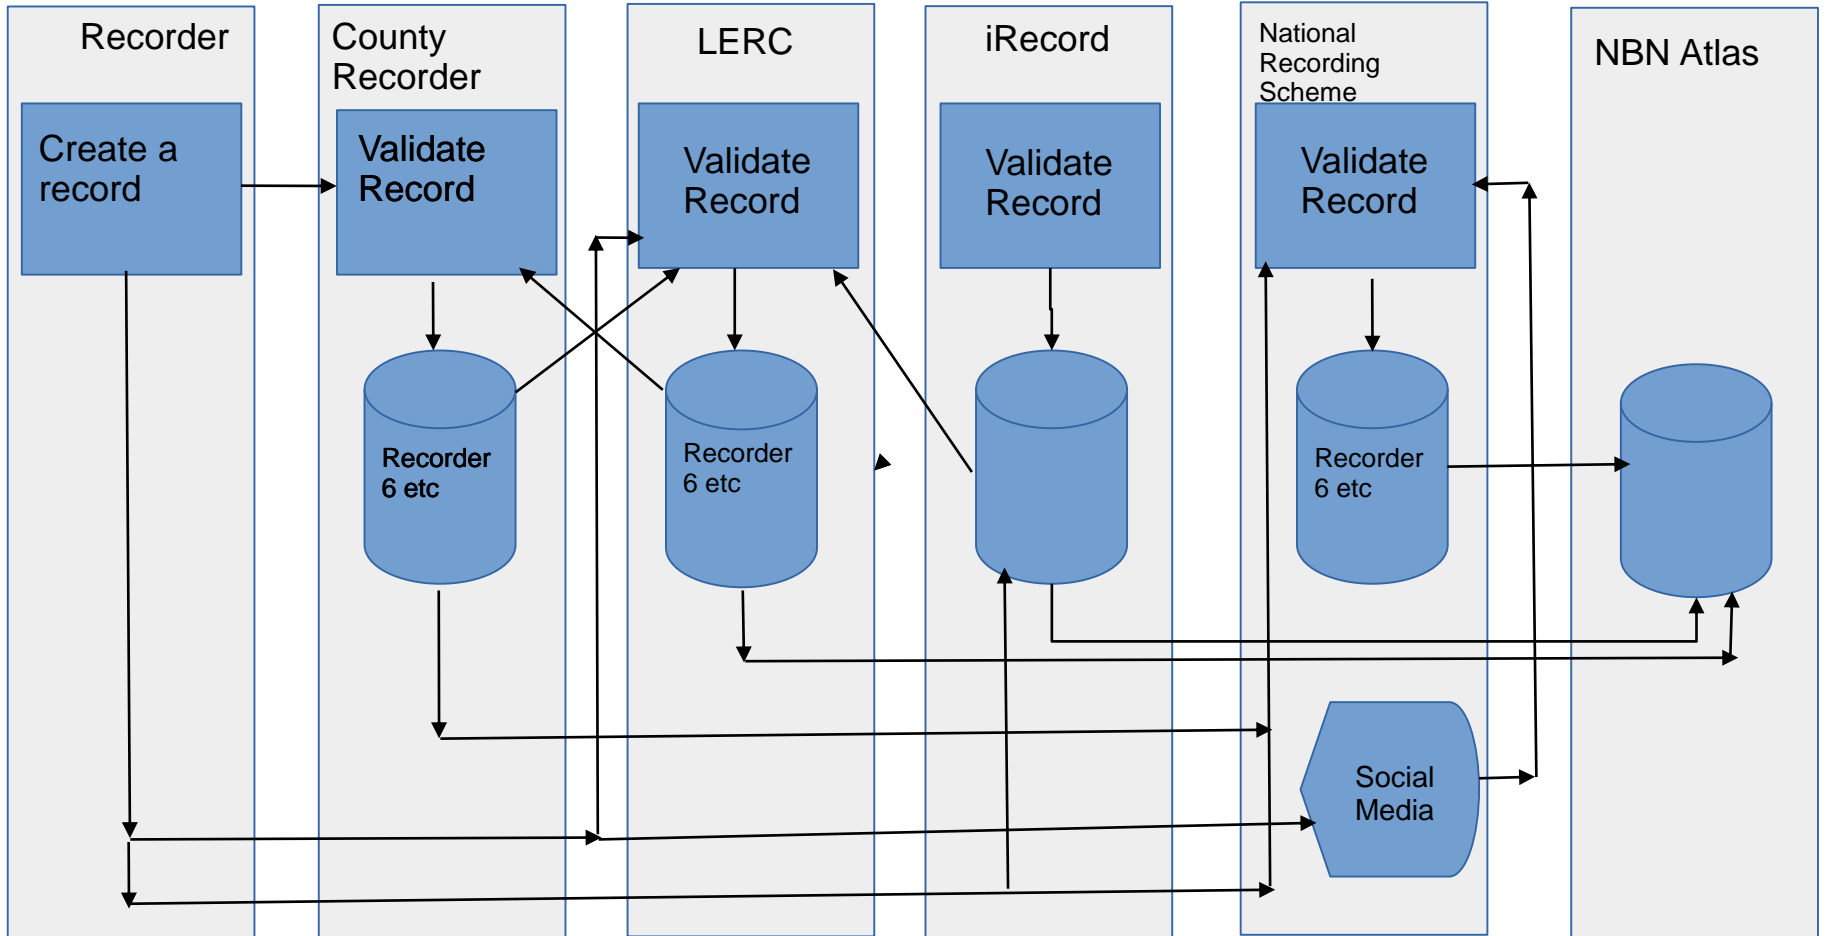 Recorder
County
Recorder
LERC
iRecord
National
Recording
Scheme
NBN Atlas
Create a
record
Validate
Record
Validate
Record
Validate
Record
Validate
Record
Recorder
6 etc
Recorder
6 etc
Recorder
6 etc
Social
Media